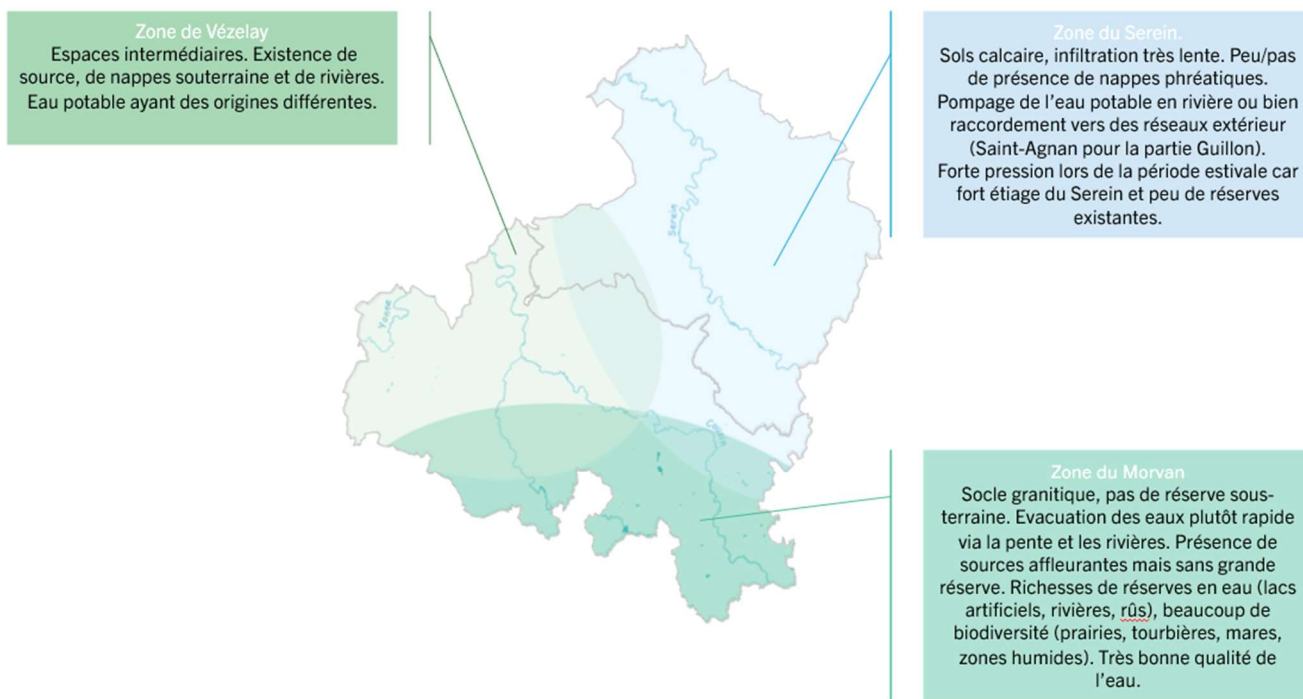 Zone de Vézelay
Espaces intermédiaires. Existence de
source, de nappes souterraine et de rivières.
Eau potable ayant des origines différentes.
Zone du Serein.
Sols calcaire, infiltration très lente. Peu/pas
de présence de nappes phréatiques.
Pompage de l'eau potable en rivière ou bien
raccordement vers des réseaux extérieur
(Saint-Agnan pour la partie Guillon).
Forte pression lors de la période estivale car
fort étiage du Serein et peu de réserves
existantes.
Serein
Yonne
Cousin
Zone du Morvan
Socle granitique, pas de réserve sous-
terraine. Evacuation des eaux plutôt rapide
via la pente et les rivières. Présence de
sources affleurantes mais sans grande
réserve. Richesses de réserves en eau (lacs
artificiels, rivières, rûs), beaucoup de
biodiversité (prairies, tourbières, mares,
zones humides). Très bonne qualité de
l'eau.